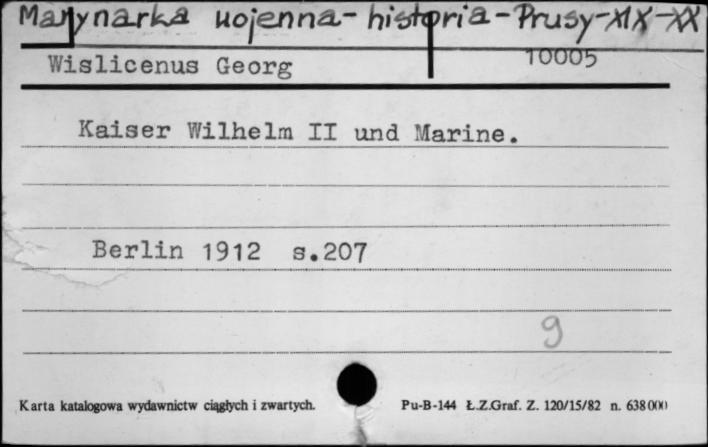 Marynarka wojenna - historia - Prusy - XIX - XX
Wislicenus Georg 10005
Kaiser Wilhelm II und Marine.
Berlin 1912 s.207
9
Karta katalogowa wydawnictw ciągłych i zwartych. Pu-B-144 Ł.Z.Graf. Z. 120/15/82 n. 638000